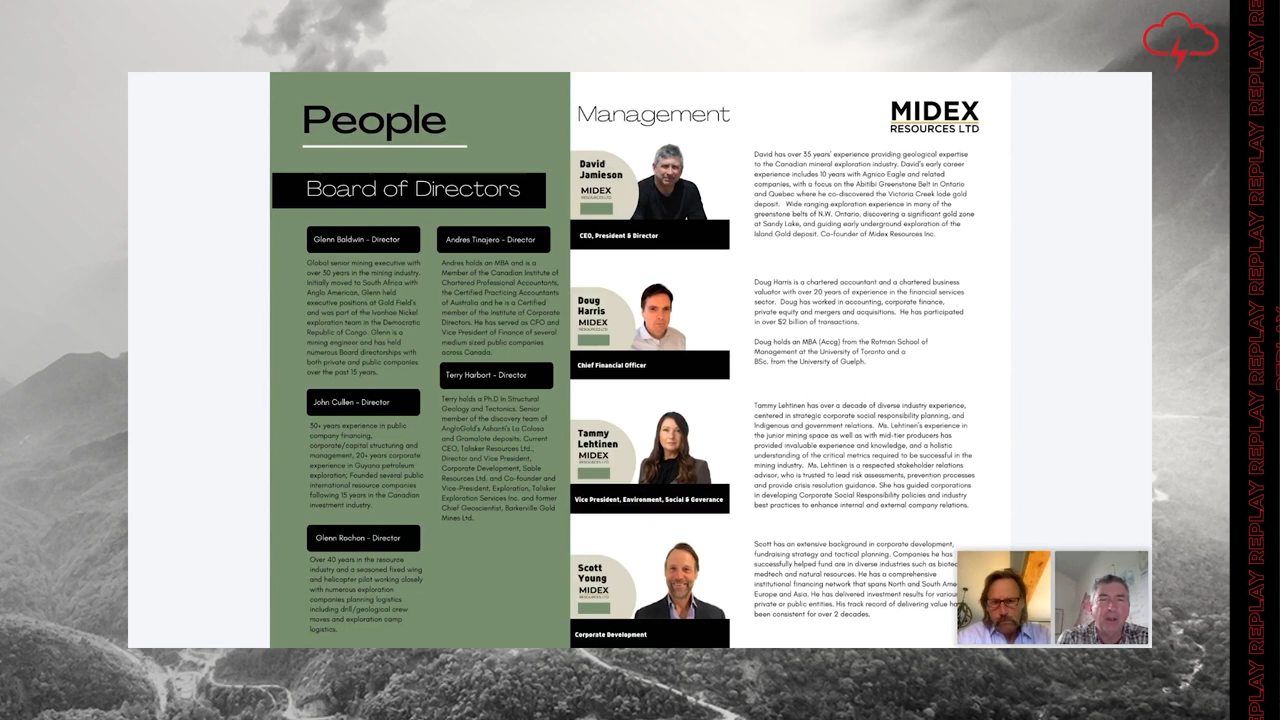 People
Board of Directors
Glenn Baldwin - Director
Global senior mining executive with
over 30 years in the mining industry.
Initially moved to South Africa with
Anglo American, Glenn held
executive positions at Gold Field's
and was part of the Ivanhoe Nickel
exploration team in the Democratic
Republic of Congo. Glenn is a
mining engineer and has held
numerous Board directorships with
both private and public companies
over the past 15 years.
John Cullen - Director
30+ years experience in public
company financing,
corporate/capital structuring and
management, 20+ years corporate
experience in Guyana petroleum
exploration; Founded several public
international resource companies
following 15 years in the Canadian
investment industry.
Glenn Rochon - Director
Over 40 years in the resource
industry and a seasoned fixed wing
and helicopter pilot working closely
with numerous exploration
companies planning logistics
including drill/geological crew
moves and exploration camp
logistics.
Andres Tinajero - Director
Andres holds an MBA and is a
Member of the Canadian Institute of
Chartered Professional Accountants,
the Certified Practicing Accountants
of Australia and he is a Certified
member of the Institute of Corporate
Directors. He has served as CFO and
Vice President of Finance of several
medium sized public companies
across Canada.
Terry Harbort - Director
Terry holds a Ph.D In Structural
Geology and Tectonics. Senior
member of the discovery team of
AngloGold's Ashanti's La Colosa
and Gramalote deposits. Current
CEO, Talisker Resources Ltd.,
Director and Vice President,
Corporate Development, Sable
Resources Ltd. and Co-founder and
Vice-President, Exploration, Talisker
Exploration Services Inc. and former
Chief Geoscientist, Barkerville Gold
Mines Ltd.
Management
MIDEX
RESOURCES LTD
David
Jamieson
MIDEX
RESOURCES LTD
CEO, President & Director
David has over 35 years' experience providing geological expertise
to the Canadian mineral exploration industry. David's early career
experience includes 10 years with Agnico Eagle and related
companies, with a focus on the Abitibi Greenstone Belt in Ontario
and Quebec where he co-discovered the Victoria Creek lode gold
deposit. Wide ranging exploration experience in many of the
greenstone belts of N.W. Ontario, discovering a significant gold zone
at Sandy Lake, and guiding early underground exploration of the
Island Gold deposit. Co-founder of Midex Resources Inc.
Doug
Harris
MIDEX
RESOURCES LTD
Chief Financial Officer
Doug Harris is a chartered accountant and a chartered business
valuator with over 20 years of experience in the financial services
sector. Doug has worked in accounting, corporate finance,
private equity and mergers and acquisitions. He has participated
in over $2 billion of transactions.
Doug holds an MBA (Accg) from the Rotman School of
Management at the University of Toronto and a
BSc. from the University of Guelph.
Tammy
Lehtinen
MIDEX
RESOURCES LTD
Vice President, Environment, Social & Goverance
Tammy Lehtinen has over a decade of diverse industry experience,
centered in strategic corporate social responsibility planning, and
Indigenous and government relations. Ms. Lehtinen's experience in
the junior mining space as well as with mid-tier producers has
provided invaluable experience and knowledge, and a holistic
understanding of the critical metrics required to be successful in the
mining industry. Ms. Lehtinen is a respected stakeholder relations
advisor, who is trusted to lead risk assessments, prevention processes
and provide crisis resolution guidance. She has guided corporations
in developing Corporate Social Responsibility policies and industry
best practices to enhance internal and external company relations.
Scott
Young
MIDEX
RESOURCES LTD
Corporate Development
Scott has an extensive background in corporate development,
fundraising strategy and tactical planning. Companies he has
successfully helped fund are in diverse industries such as
medtech and natural resources. He has a comprehensive
institutional financing network that spans North and South
Europe and Asia. He has delivered investment results for
private or public entities. His track record of delivering value
been consistent for over 2 decades.
REPLAY REPLAY REPLAY REPLAY